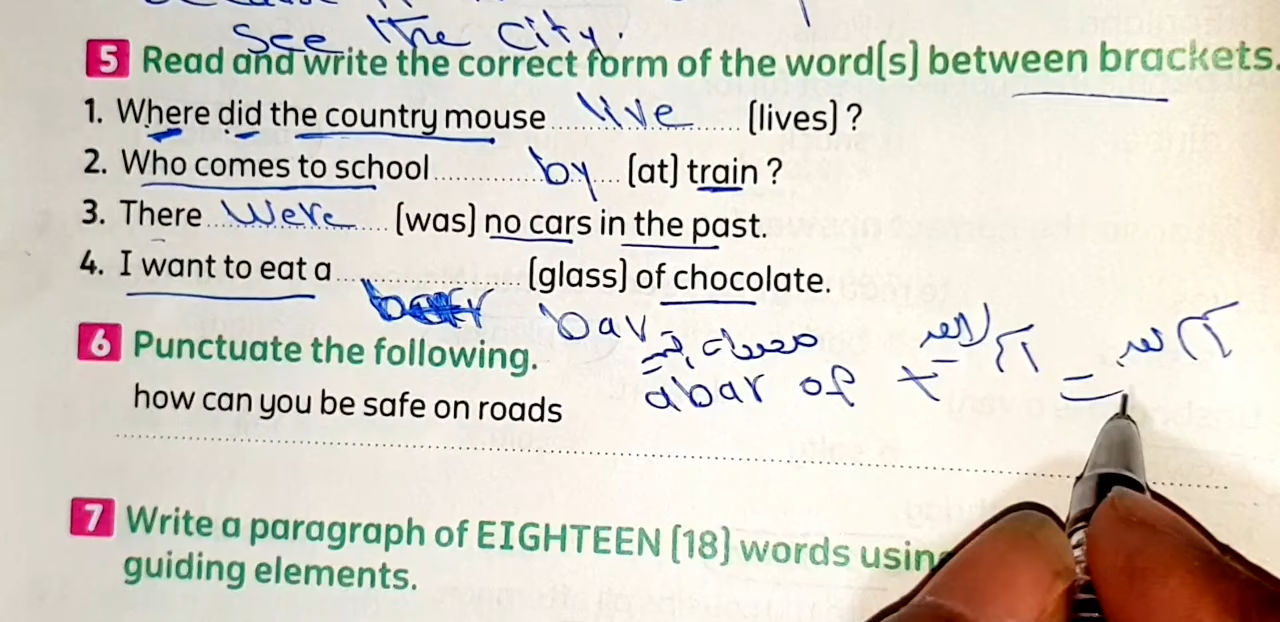 see the city.
5 Read and write the correct form of the word(s) between brackets.
1. Where did the country mouse live (lives) ?
2. Who comes to school by (at) train ?
3. There were (was) no cars in the past.
4. I want to eat a (glass) of chocolate.
bar
6 Punctuate the following.
abar of + =
how can you be safe on roads
7 Write a paragraph of EIGHTEEN (18) words using
guiding elements.